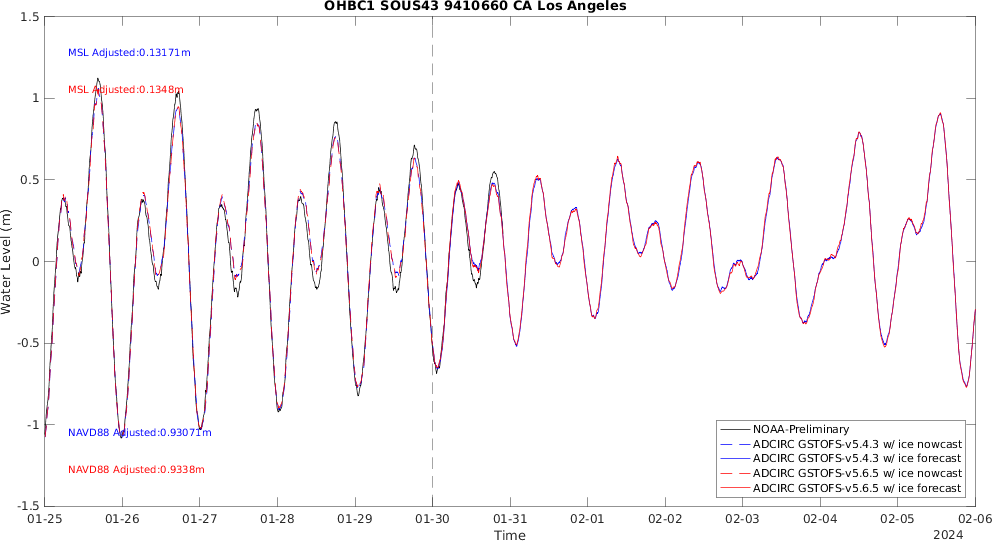 OHBC1 SOUS43 9410660 CA Los Angeles
1.5
MSL Adjusted:0.13171m
MSL Adjusted:0.1348m
1
0.5
0
-0.5
-1
-1.5
Water Level (m)
NAVD88 Adjusted:0.93071m
NAVD88 Adjusted:0.9338m
NOAA-Preliminary
ADCIRC GSTOFS-v5.4.3 w/ ice nowcast
ADCIRC GSTOFS-v5.4.3 w/ ice forecast
ADCIRC GSTOFS-v5.6.5 w/ ice nowcast
ADCIRC GSTOFS-v5.6.5 w/ ice forecast
01-25 01-26 01-27 01-28 01-29 01-30 01-31 02-01 02-02 02-03 02-04 02-05 02-06
Time
2024